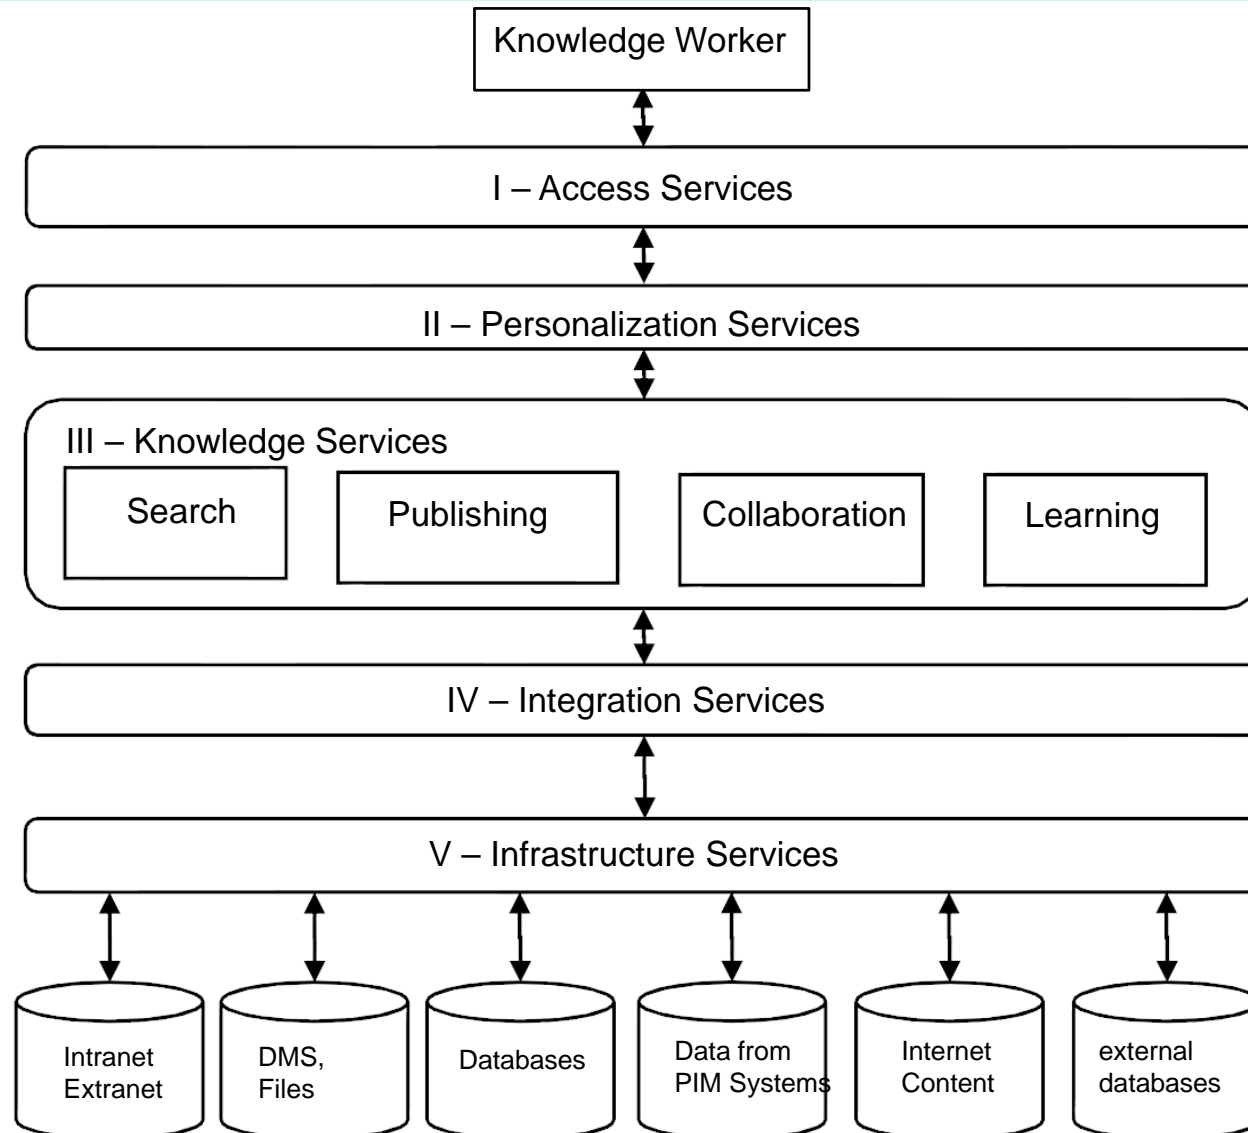 Knowledge Worker
I – Access Services
II – Personalization Services
III – Knowledge Services
Search
Publishing
Collaboration
Learning
IV – Integration Services
V – Infrastructure Services
Intranet
Extranet
DMS,
Files
Databases
Data from
PIM Systems
Internet
Content
external
databases